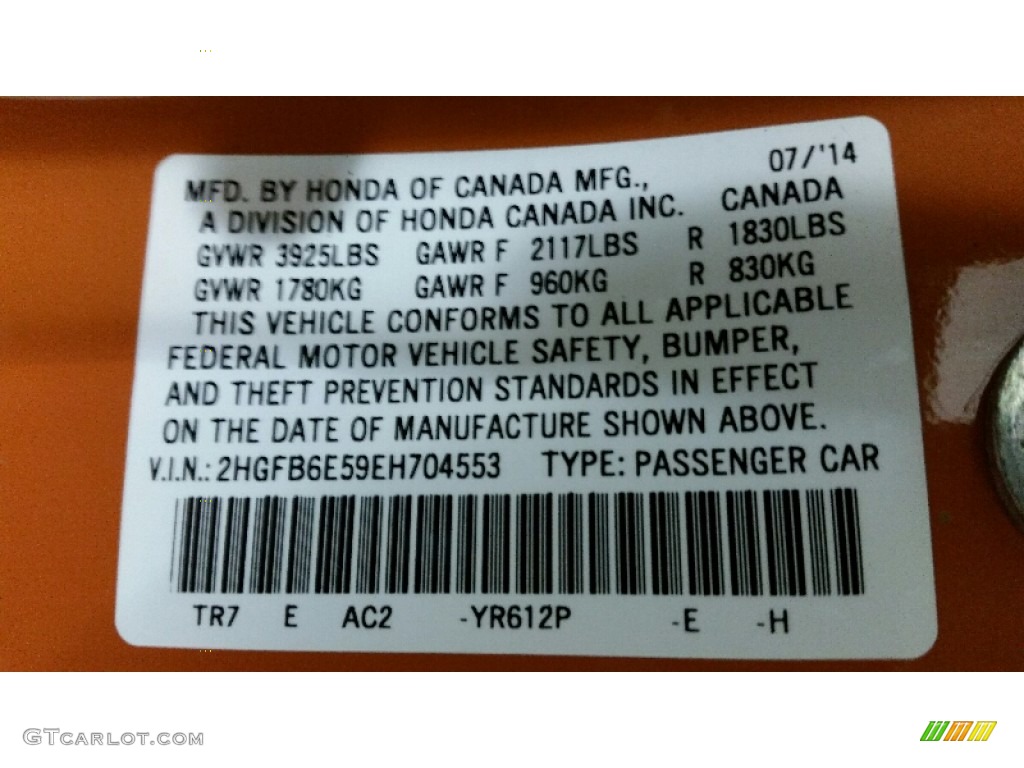 07/'14
MFD. BY HONDA OF CANADA MFG.,
A DIVISION OF HONDA CANADA INC. CANADA
GVWR 3925LBS GAWR F 2117LBS R 1830LBS
GVWR 1780KG GAWR F 960KG R 830KG
THIS VEHICLE CONFORMS TO ALL APPLICABLE
FEDERAL MOTOR VEHICLE SAFETY, BUMPER,
AND THEFT PREVENTION STANDARDS IN EFFECT
ON THE DATE OF MANUFACTURE SHOWN ABOVE.
V.I.N.: 2HGFB6E59EH704553 TYPE: PASSENGER CAR
TR7 E AC2 -YR612P -E -H
GTCARLOT.COM